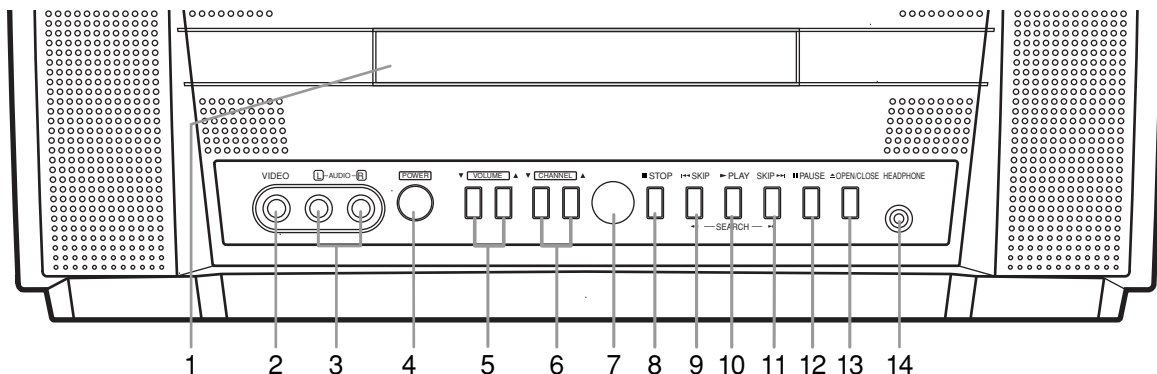 VIDEO L-AUDIO-R POWER ▼ VOLUME ▲ ▼ CHANNEL ▲ ■ STOP I◄◄ SKIP ► PLAY SKIP ►►I II PAUSE ▲ OPEN/CLOSE HEADPHONE
◄ — SEARCH — ►I
1 2 3 4 5 6 7 8 9 10 11 12 13 14